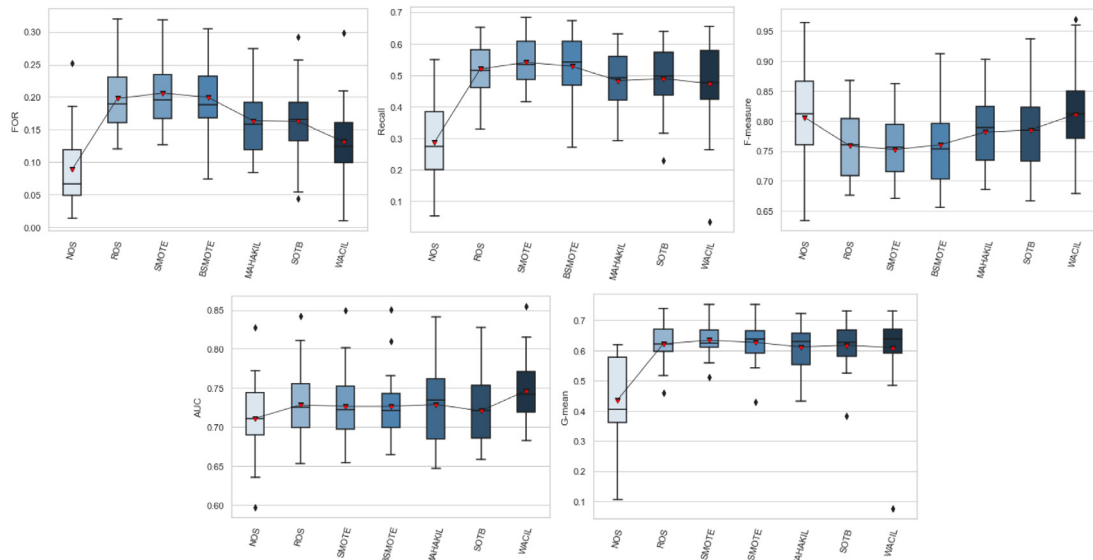 FOR
0.30
0.25
0.20
0.15
0.10
0.05
0.00
NOS
ROS
SMOTE
BSMOTE
MAHAKIL
SOTB
WACIL
Recall
0.7
0.6
0.5
0.4
0.3
0.2
0.1
NOS
ROS
SMOTE
BSMOTE
MAHAKIL
SOTB
WACIL
F-measure
0.95
0.90
0.85
0.80
0.75
0.70
0.65
NOS
ROS
SMOTE
BSMOTE
MAHAKIL
SOTB
WACIL
AUC
0.85
0.80
0.75
0.70
0.65
0.60
NOS
ROS
SMOTE
BSMOTE
MAHAKIL
SOTB
WACIL
G-mean
0.7
0.6
0.5
0.4
0.3
0.2
0.1
NOS
ROS
SMOTE
BSMOTE
MAHAKIL
SOTB
WACIL